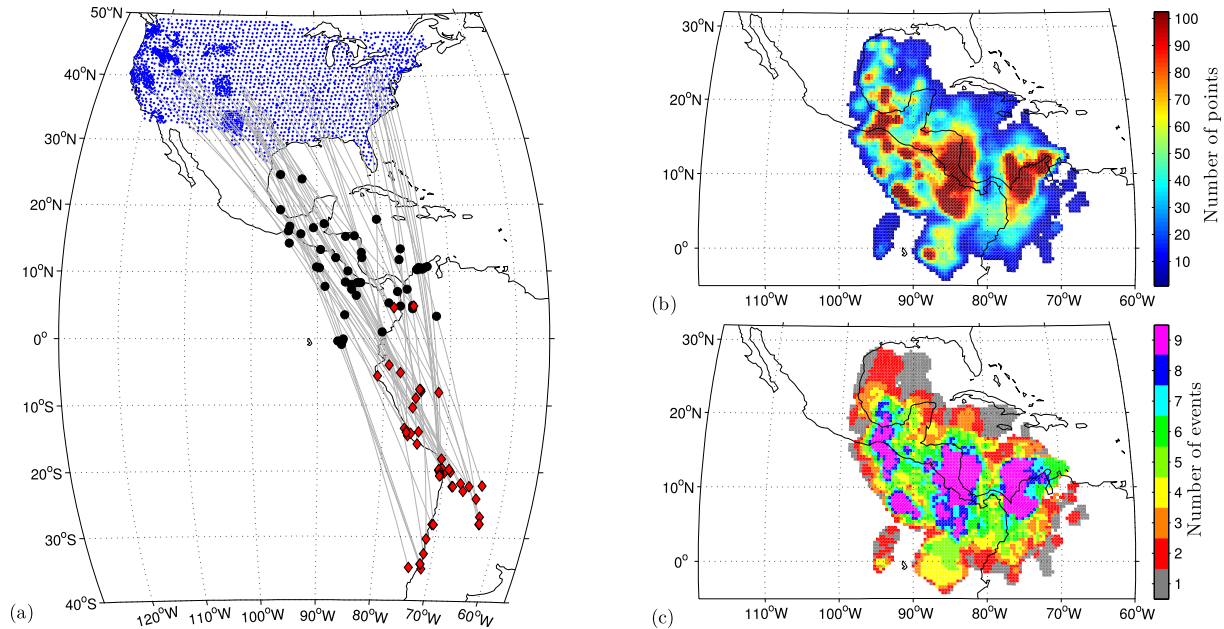 50°N
40°N
30°N
20°N
10°N
0°
10°S
20°S
30°S
40°S
120°W
110°W
100°W
90°W
80°W
70°W
60°W
(a)
30°N
20°N
10°N
0°
110°W
100°W
90°W
80°W
70°W
60°W
(b)
100
90
80
70
60
50
40
30
20
10
Number of points
30°N
20°N
10°N
0°
110°W
100°W
90°W
80°W
70°W
60°W
(c)
9
8
7
6
5
4
3
2
1
Number of events